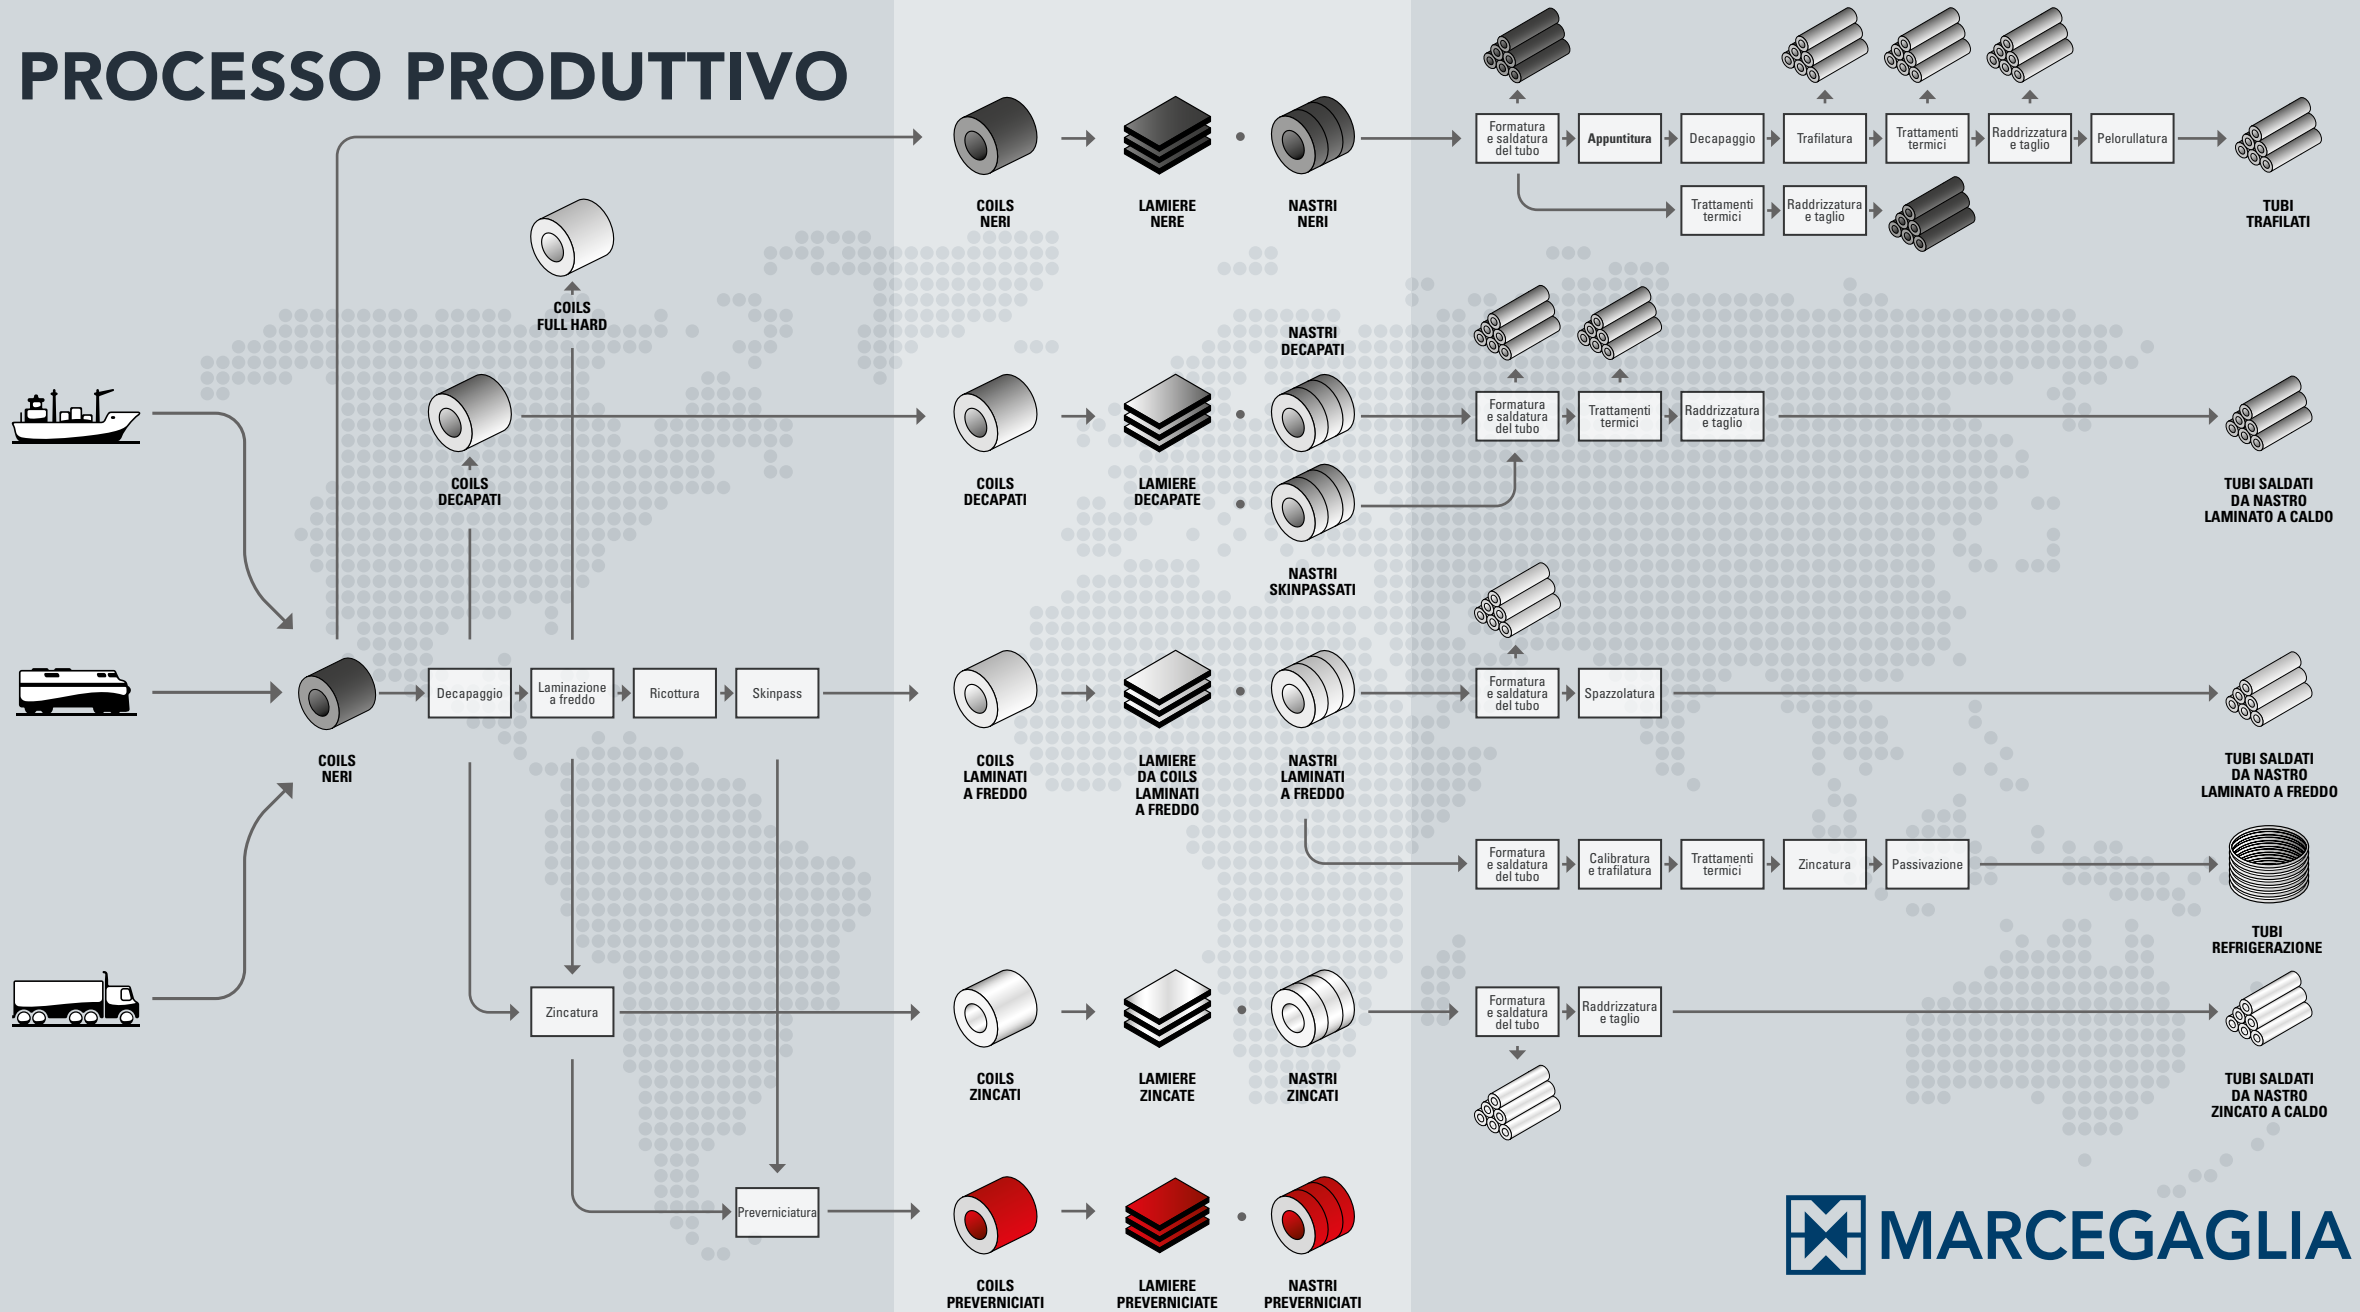 PROCESSO PRODUTTIVO
Formatura
e saldatura
del tubo
Appuntitura
Decapaggio
Trafilatura
Trattamenti
termici
Raddrizzatura
e taglio
Pelorullatura
COILS
NERI
LAMIERE
NERE
NASTRI
NERI
Trattamenti
termici
Raddrizzatura
e taglio
TUBI
TRAFILATI
COILS
FULL HARD
NASTRI
DECAPATI
Formatura
e saldatura
del tubo
Trattamenti
termici
Raddrizzatura
e taglio
COILS
DECAPATI
COILS
DECAPATI
LAMIERE
DECAPATE
TUBI SALDATI
DA NASTRO
LAMINATO A CALDO
NASTRI
SKINPASSATI
Decapaggio
Laminazione
a freddo
Ricottura
Skinpass
Formatura
e saldatura
del tubo
Spazzolatura
COILS
NERI
COILS
LAMINATI
A FREDDO
LAMIERE
DA COILS
LAMINATI
A FREDDO
NASTRI
LAMINATI
A FREDDO
TUBI SALDATI
DA NASTRO
LAMINATO A FREDDO
Formatura
e saldatura
del tubo
Calibratura
e trafilatura
Trattamenti
termici
Zincatura
Passivazione
TUBI
REFRIGERAZIONE
Zincatura
Formatura
e saldatura
del tubo
Raddrizzatura
e taglio
COILS
ZINCATI
LAMIERE
ZINCATE
NASTRI
ZINCATI
TUBI SALDATI
DA NASTRO
ZINCATO A CALDO
Preverniciatura
COILS
PREVERNICIATI
LAMIERE
PREVERNICIATE
NASTRI
PREVERNICIATI
MARCEGAGLIA